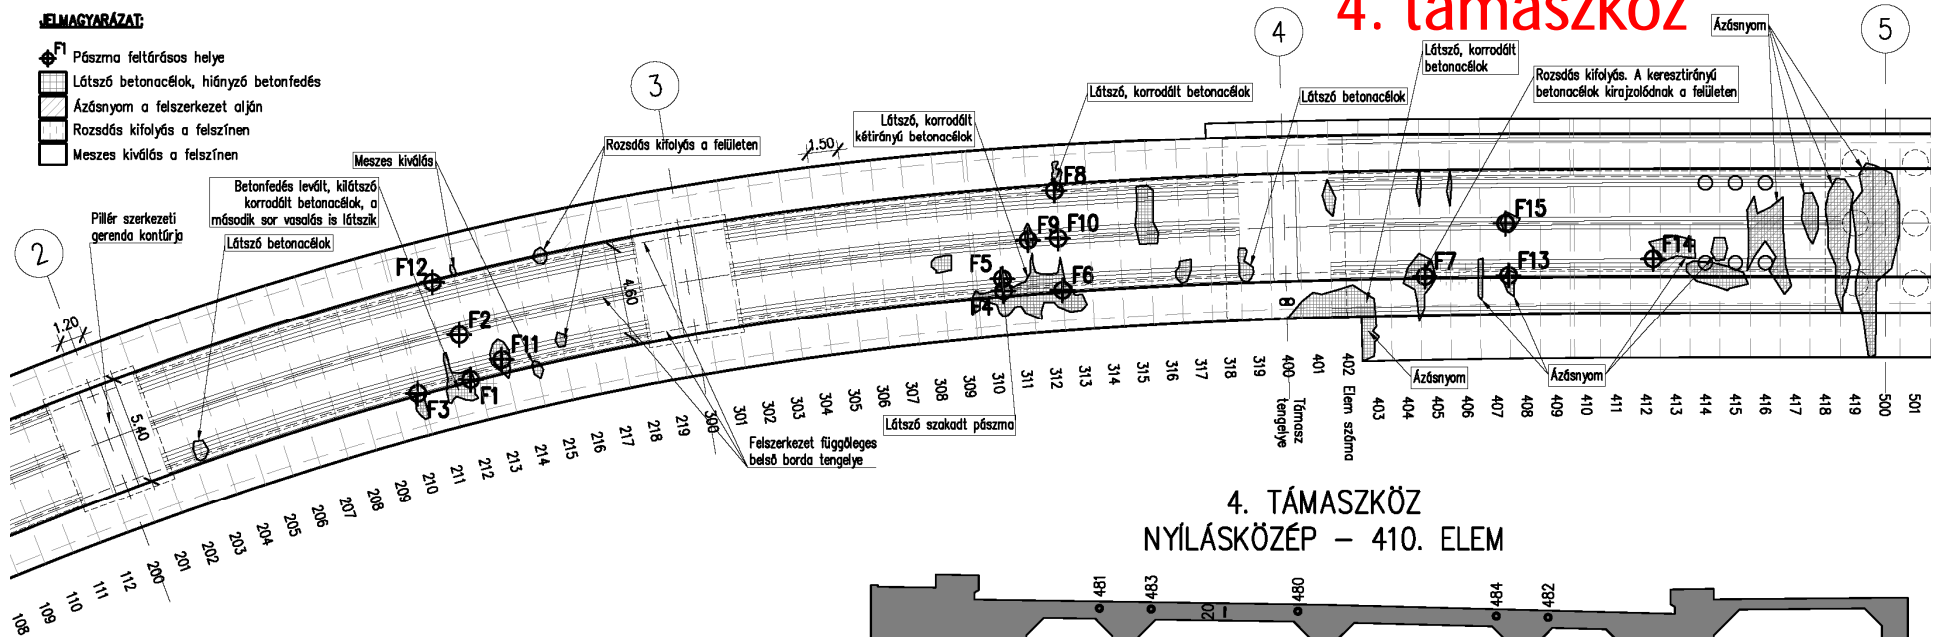 4. támaszköz
JELMAGYARÁZAT:
F1
Pászma feltárásos helye
Látszó betonacélok, hiányzó betonfedés
Ázásnyom a felszerkezet alján
Rozsdás kifolyás a felszínen
Meszes kiválás a felszínen
2
3
4
5
Pillér szerkezeti
gerenda kontúrja
Betonfedés levált, kilátszó
korrodált betonacélok, a
második sor vasalás is látszik
Látszó betonacélok
Meszes kiválás
Rozsdás kifolyás a felületen
Látszó, korrodált
kétirányú betonacélok
Látszó, korrodált betonacélok
Látszó betonacélok
Látszó, korrodált
betonacélok
Rozsdás kifolyás. A keresztirányú
betonacélok kirajzolódnak a felületen
Ázásnyom
1.20
5.40
4.60
1.50
F12
F2
F11
F3
F1
F8
F9
F10
F5
F4
F6
F15
F7
F13
F14
Látszó szakadt pászma
Felszerkezet függőleges
belső borda tengelye
Ázásnyom
Ázásnyom
108
109
110
111
112
200
201
202
203
204
205
206
207
208
209
210
211
212
213
214
215
216
217
218
219
300
301
302
303
304
305
306
307
308
309
310
311
312
313
314
315
316
317
318
319
400
Támasz
tengelye
401
402 Elem száma
403
404
405
406
407
408
409
410
411
412
413
414
415
416
417
418
419
500
501
4. TÁMASZKÖZ
NYÍLÁSKÖZÉP – 410. ELEM
481
483
20
480
484
482